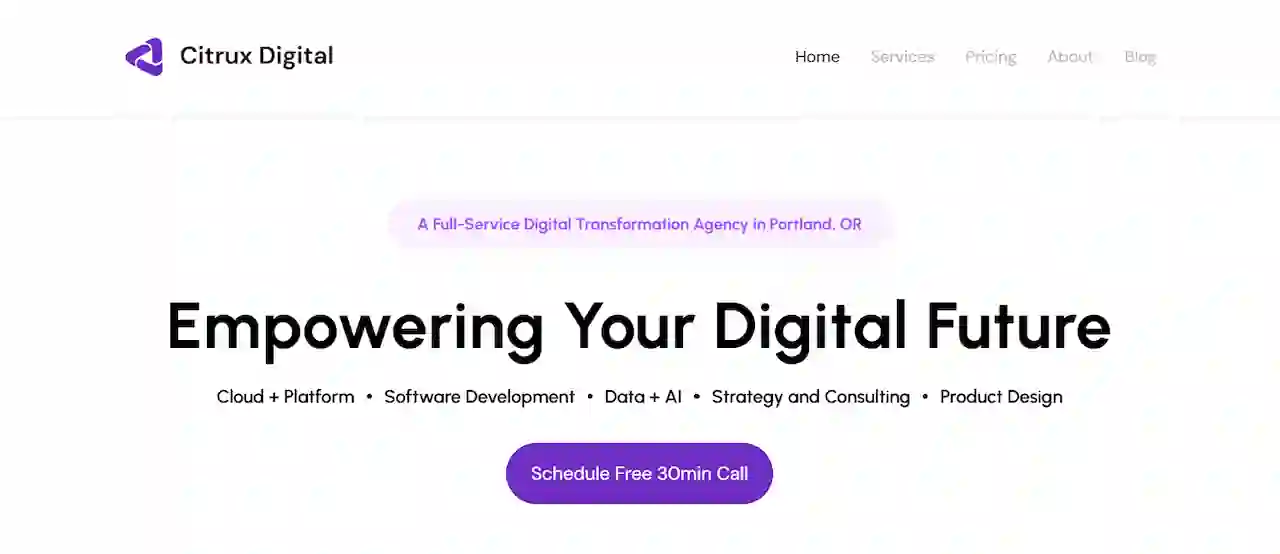 Citrux Digital
Home Services Pricing About Blog
A Full-Service Digital Transformation Agency in Portland, OR
Empowering Your Digital Future
Cloud + Platform • Software Development • Data + AI • Strategy and Consulting • Product Design
Schedule Free 30min Call